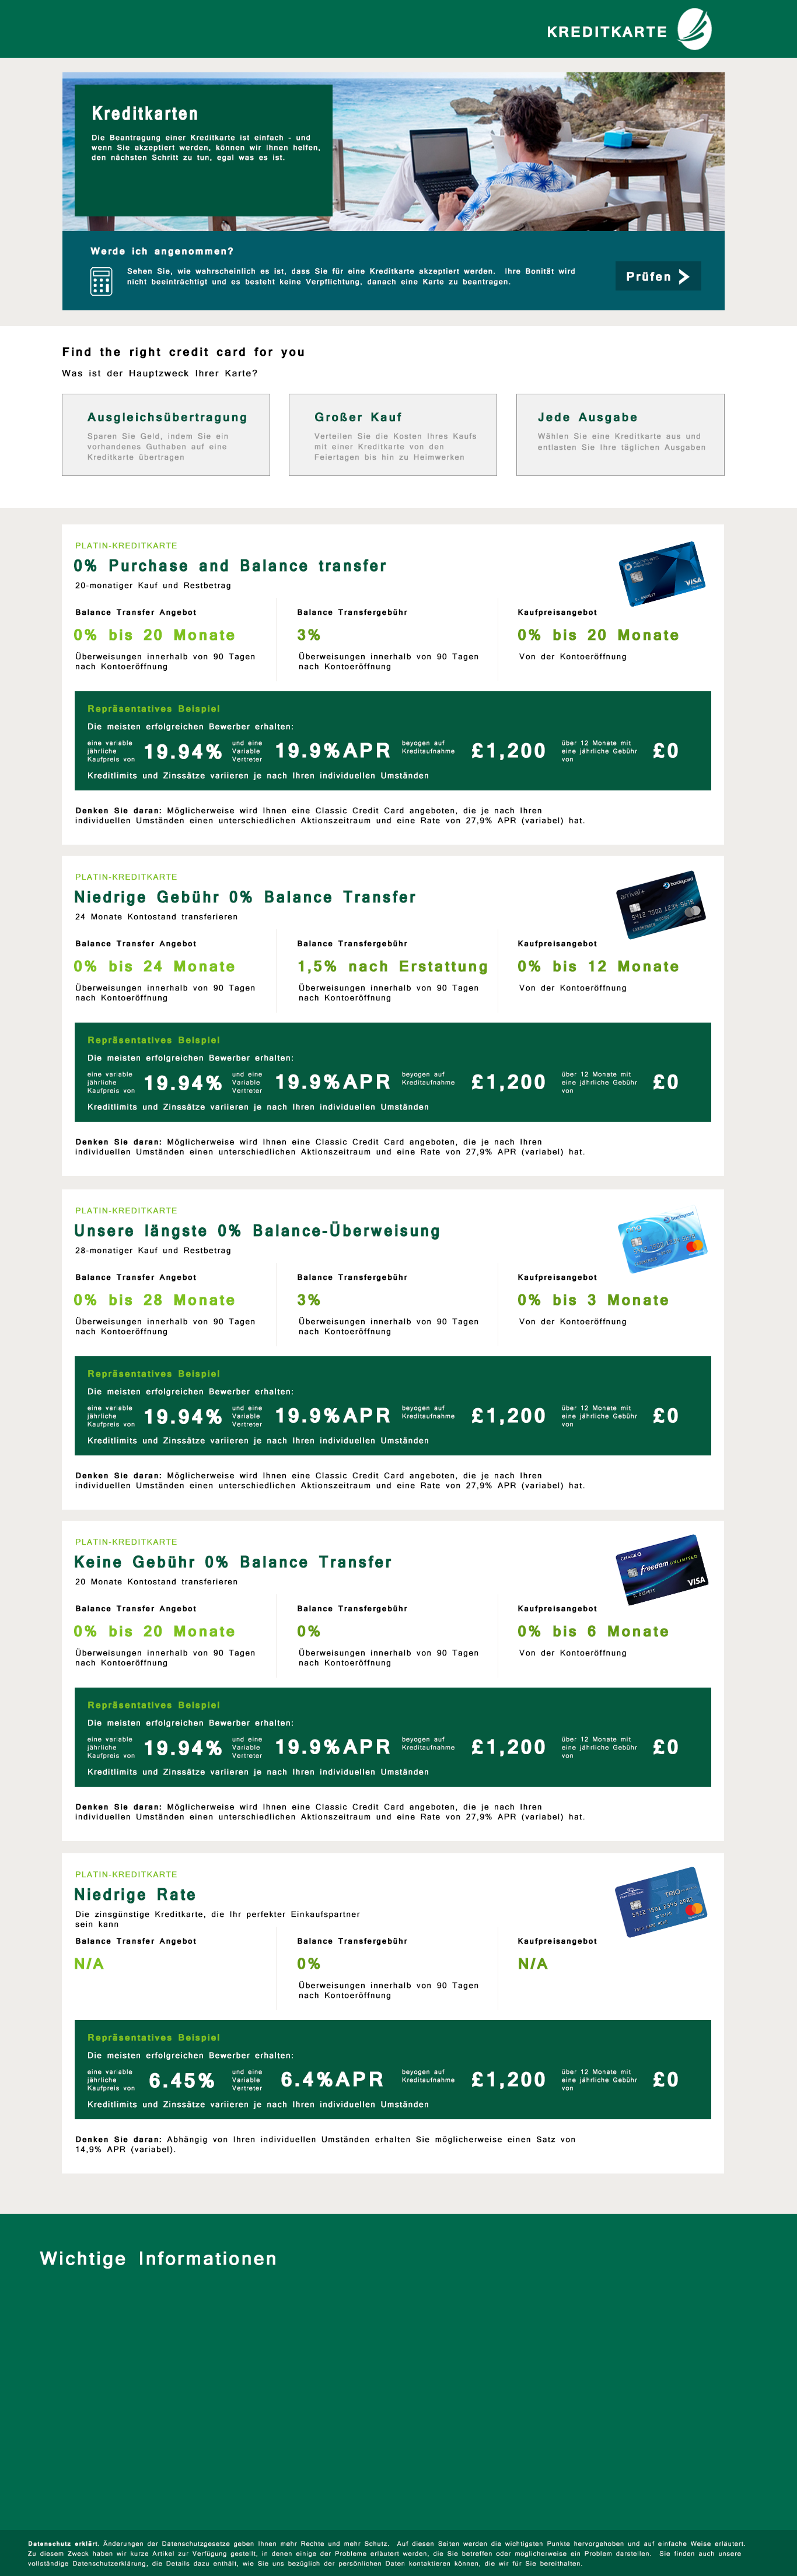 KREDITKARTE
Kreditkarten
Die Beantragung einer Kreditkarte ist einfach - und
wenn Sie akzeptiert werden, können wir Ihnen helfen,
den nächsten Schritt zu tun, egal was es ist.
Werde ich angenommen?
Sehen Sie, wie wahrscheinlich es ist, dass Sie für eine Kreditkarte akzeptiert werden. Ihre Bonität wird
nicht beeinträchtigt und es besteht keine Verpflichtung, danach eine Karte zu beantragen.
Prüfen
Find the right credit card for you
Was ist der Hauptzweck Ihrer Karte?
Ausgleichsübertragung
Sparen Sie Geld, indem Sie ein
vorhandenes Guthaben auf eine
Kreditkarte übertragen
Großer Kauf
Verteilen Sie die Kosten Ihres Kaufs
mit einer Kreditkarte von den
Feiertagen bis hin zu Heimwerken
Jede Ausgabe
Wählen Sie eine Kreditkarte aus und
entlasten Sie Ihre täglichen Ausgaben
PLATIN-KREDITKARTE
0% Purchase and Balance transfer
20-monatiger Kauf und Restbetrag
VISA
Balance Transfer Angebot
0% bis 20 Monate
Überweisungen innerhalb von 90 Tagen
nach Kontoeröffnung
Balance Transfergebühr
3%
Überweisungen innerhalb von 90 Tagen
nach Kontoeröffnung
Kaufpreisangebot
0% bis 20 Monate
Von der Kontoeröffnung
Repräsentatives Beispiel
Die meisten erfolgreichen Bewerber erhalten:
eine variable
jährliche
Kaufpreis von
19.94%
und eine
Variable
Vertreter
19.9%APR
beyogen auf
Kreditaufnahme
£1,200
über 12 Monate mit
eine jährliche Gebühr
von
£0
Kreditlimits und Zinssätze variieren je nach Ihren individuellen Umständen
Denken Sie daran: Möglicherweise wird Ihnen eine Classic Credit Card angeboten, die je nach Ihren
individuellen Umständen einen unterschiedlichen Aktionszeitraum und eine Rate von 27,9% APR (variabel) hat.
PLATIN-KREDITKARTE
Niedrige Gebühr 0% Balance Transfer
24 Monate Kontostand transferieren
barclaycard
arrival+
Balance Transfer Angebot
0% bis 24 Monate
Überweisungen innerhalb von 90 Tagen
nach Kontoeröffnung
Balance Transfergebühr
1,5% nach Erstattung
Überweisungen innerhalb von 90 Tagen
nach Kontoeröffnung
Kaufpreisangebot
0% bis 12 Monate
Von der Kontoeröffnung
Repräsentatives Beispiel
Die meisten erfolgreichen Bewerber erhalten:
eine variable
jährliche
Kaufpreis von
19.94%
und eine
Variable
Vertreter
19.9%APR
beyogen auf
Kreditaufnahme
£1,200
über 12 Monate mit
eine jährliche Gebühr
von
£0
Kreditlimits und Zinssätze variieren je nach Ihren individuellen Umständen
Denken Sie daran: Möglicherweise wird Ihnen eine Classic Credit Card angeboten, die je nach Ihren
individuellen Umständen einen unterschiedlichen Aktionszeitraum und eine Rate von 27,9% APR (variabel) hat.
PLATIN-KREDITKARTE
Unsere längste 0% Balance-Überweisung
28-monatiger Kauf und Restbetrag
barclaycard
Balance Transfer Angebot
0% bis 28 Monate
Überweisungen innerhalb von 90 Tagen
nach Kontoeröffnung
Balance Transfergebühr
3%
Überweisungen innerhalb von 90 Tagen
nach Kontoeröffnung
Kaufpreisangebot
0% bis 3 Monate
Von der Kontoeröffnung
Repräsentatives Beispiel
Die meisten erfolgreichen Bewerber erhalten:
eine variable
jährliche
Kaufpreis von
19.94%
und eine
Variable
Vertreter
19.9%APR
beyogen auf
Kreditaufnahme
£1,200
über 12 Monate mit
eine jährliche Gebühr
von
£0
Kreditlimits und Zinssätze variieren je nach Ihren individuellen Umständen
Denken Sie daran: Möglicherweise wird Ihnen eine Classic Credit Card angeboten, die je nach Ihren
individuellen Umständen einen unterschiedlichen Aktionszeitraum und eine Rate von 27,9% APR (variabel) hat.
PLATIN-KREDITKARTE
Keine Gebühr 0% Balance Transfer
20 Monate Kontostand transferieren
CHASE
freedom UNLIMITED
VISA
Balance Transfer Angebot
0% bis 20 Monate
Überweisungen innerhalb von 90 Tagen
nach Kontoeröffnung
Balance Transfergebühr
0%
Überweisungen innerhalb von 90 Tagen
nach Kontoeröffnung
Kaufpreisangebot
0% bis 6 Monate
Von der Kontoeröffnung
Repräsentatives Beispiel
Die meisten erfolgreichen Bewerber erhalten:
eine variable
jährliche
Kaufpreis von
19.94%
und eine
Variable
Vertreter
19.9%APR
beyogen auf
Kreditaufnahme
£1,200
über 12 Monate mit
eine jährliche Gebühr
von
£0
Kreditlimits und Zinssätze variieren je nach Ihren individuellen Umständen
Denken Sie daran: Möglicherweise wird Ihnen eine Classic Credit Card angeboten, die je nach Ihren
individuellen Umständen einen unterschiedlichen Aktionszeitraum und eine Rate von 27,9% APR (variabel) hat.
PLATIN-KREDITKARTE
Niedrige Rate
Die zinsgünstige Kreditkarte, die Ihr perfekter Einkaufspartner
sein kann
TRIO
Balance Transfer Angebot
N/A
Balance Transfergebühr
0%
Überweisungen innerhalb von 90 Tagen
nach Kontoeröffnung
Kaufpreisangebot
N/A
Repräsentatives Beispiel
Die meisten erfolgreichen Bewerber erhalten:
eine variable
jährliche
Kaufpreis von
6.45%
und eine
Variable
Vertreter
6.4%APR
beyogen auf
Kreditaufnahme
£1,200
über 12 Monate mit
eine jährliche Gebühr
von
£0
Kreditlimits und Zinssätze variieren je nach Ihren individuellen Umständen
Denken Sie daran: Abhängig von Ihren individuellen Umständen erhalten Sie möglicherweise einen Satz von
14,9% APR (variabel).
Wichtige Informationen
Datenschutz erklärt. Änderungen der Datenschutzgesetze geben Ihnen mehr Rechte und mehr Schutz. Auf diesen Seiten werden die wichtigsten Punkte hervorgehoben und auf einfache Weise erläutert.
Zu diesem Zweck haben wir kurze Artikel zur Verfügung gestellt, in denen einige der Probleme erläutert werden, die Sie betreffen oder möglicherweise ein Problem darstellen. Sie finden auch unsere
vollständige Datenschutzerklärung, die Details dazu enthält, wie Sie uns bezüglich der persönlichen Daten kontaktieren können, die wir für Sie bereithalten.